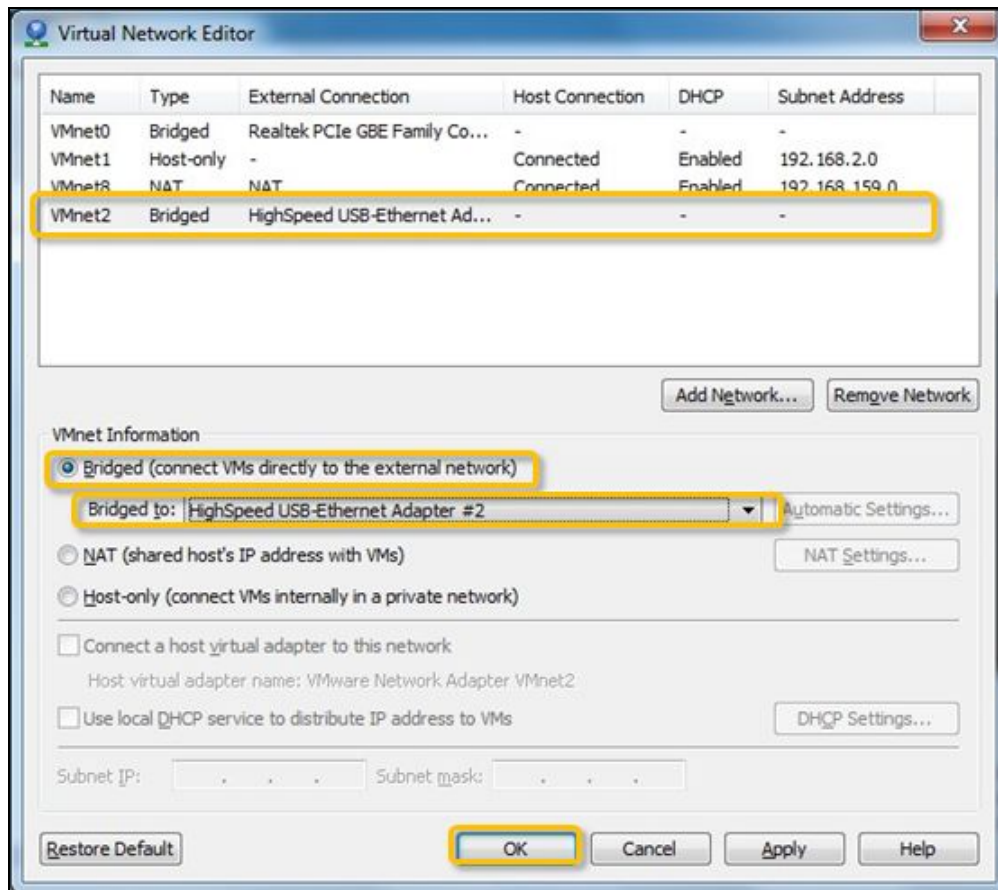 Virtual Network Editor
Name Type External Connection Host Connection DHCP Subnet Address
VMnet0 Bridged Realtek PCIe GBE Family Co... - - -
VMnet1 Host-only - Connected Enabled 192.168.2.0
VMnet8 NAT NAT Connected Enabled 192.168.159.0
VMnet2 Bridged HighSpeed USB-Ethernet Ad... - - -
Add Network... Remove Network
VMnet Information
Bridged (connect VMs directly to the external network)
Bridged to: HighSpeed USB-Ethernet Adapter #2 Automatic Settings...
NAT (shared host's IP address with VMs) NAT Settings...
Host-only (connect VMs internally in a private network)
Connect a host virtual adapter to this network
Host virtual adapter name: VMware Network Adapter VMnet2
Use local DHCP service to distribute IP address to VMs DHCP Settings...
Subnet IP: . . . Subnet mask: . . .
Restore Default OK Cancel Apply Help